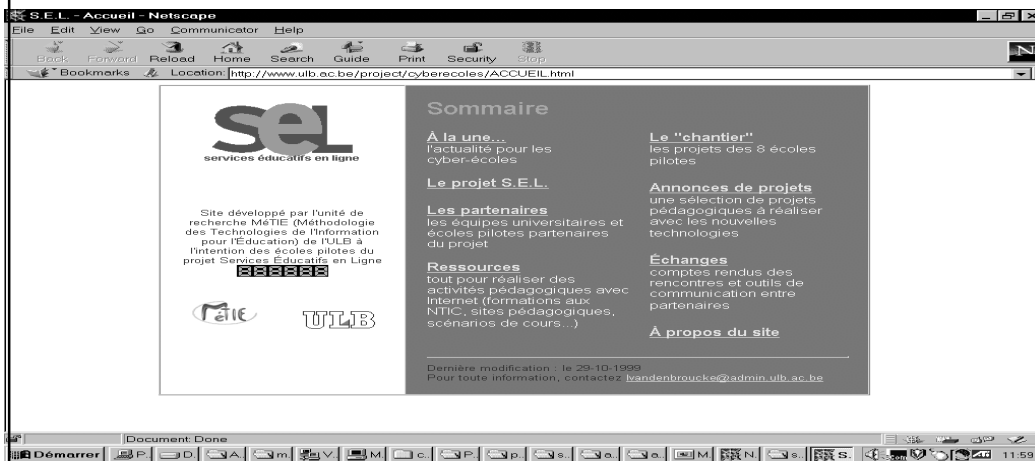 S.E.L. - Accueil - Netscape
File Edit View Go Communicator Help
Back Forward Reload Home Search Guide Print Security Stop
N
Bookmarks Location: http://www.ulb.ac.be/project/cyberecoles/ACCUEIL.html
SeL
services éducatifs en ligne
Site développé par l'unité de
recherche MéTIE (Méthodologie
des Technologies de l'Information
pour l'Éducation) de l'ULB à
l'intention des écoles pilotes du
projet Services Éducatifs en Ligne
888888
MéTIE ULB
Sommaire
À la une...
l'actualité pour les
cyber-écoles
Le projet S.E.L.
Les partenaires
les équipes universitaires et
écoles pilotes partenaires
du projet
Ressources
tout pour réaliser des
activités pédagogiques avec
Internet (formations aux
NTIC, sites pédagogiques,
scénarios de cours...)
Le "chantier"
les projets des 8 écoles
pilotes
Annonces de projets
une sélection de projets
pédagogiques à réaliser
avec les nouvelles
technologies
Échanges
comptes rendus des
rencontres et outils de
communication entre
partenaires
À propos du site
Dernière modification : le 29-10-1999
Pour toute information, contactez lvandenbroucke@admin.ulb.ac.be
Document: Done
Démarrer P.. D.. A.. m.. V.. M.. c.. P.. p.. s.. a.. a.. M.. N.. s.. S.. 11:59